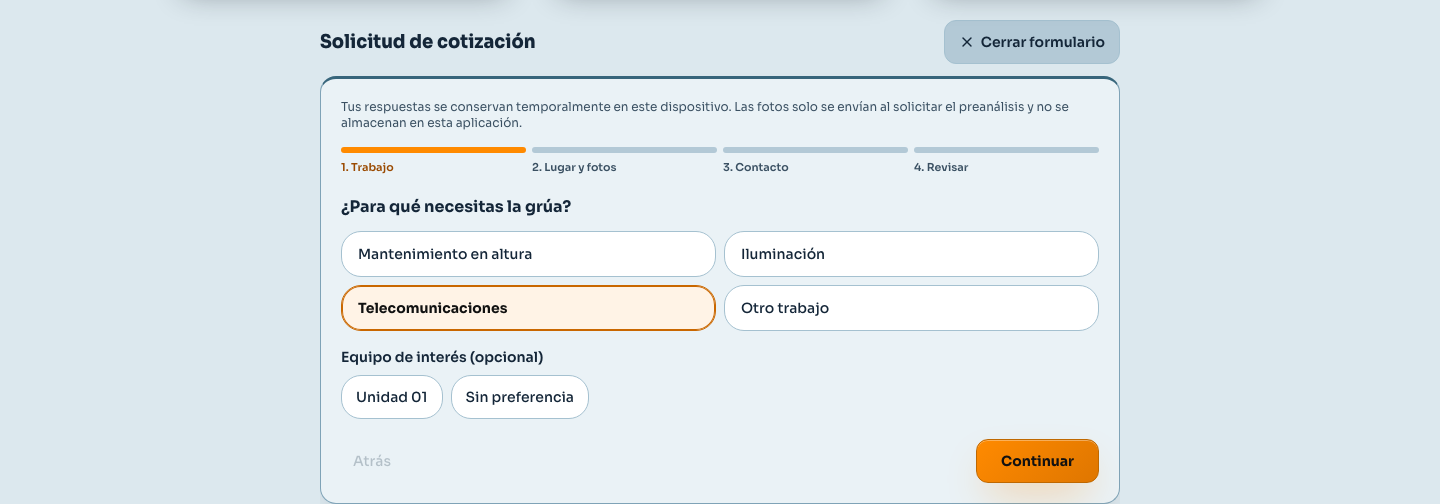 Solicitud de cotización
✕ Cerrar formulario
Tus respuestas se conservan temporalmente en este dispositivo. Las fotos solo se envían al solicitar el preanálisis y no se
almacenan en esta aplicación.
1. Trabajo
2. Lugar y fotos
3. Contacto
4. Revisar
¿Para qué necesitas la grúa?
Mantenimiento en altura
Iluminación
Telecomunicaciones
Otro trabajo
Equipo de interés (opcional)
Unidad 01
Sin preferencia
Atrás
Continuar